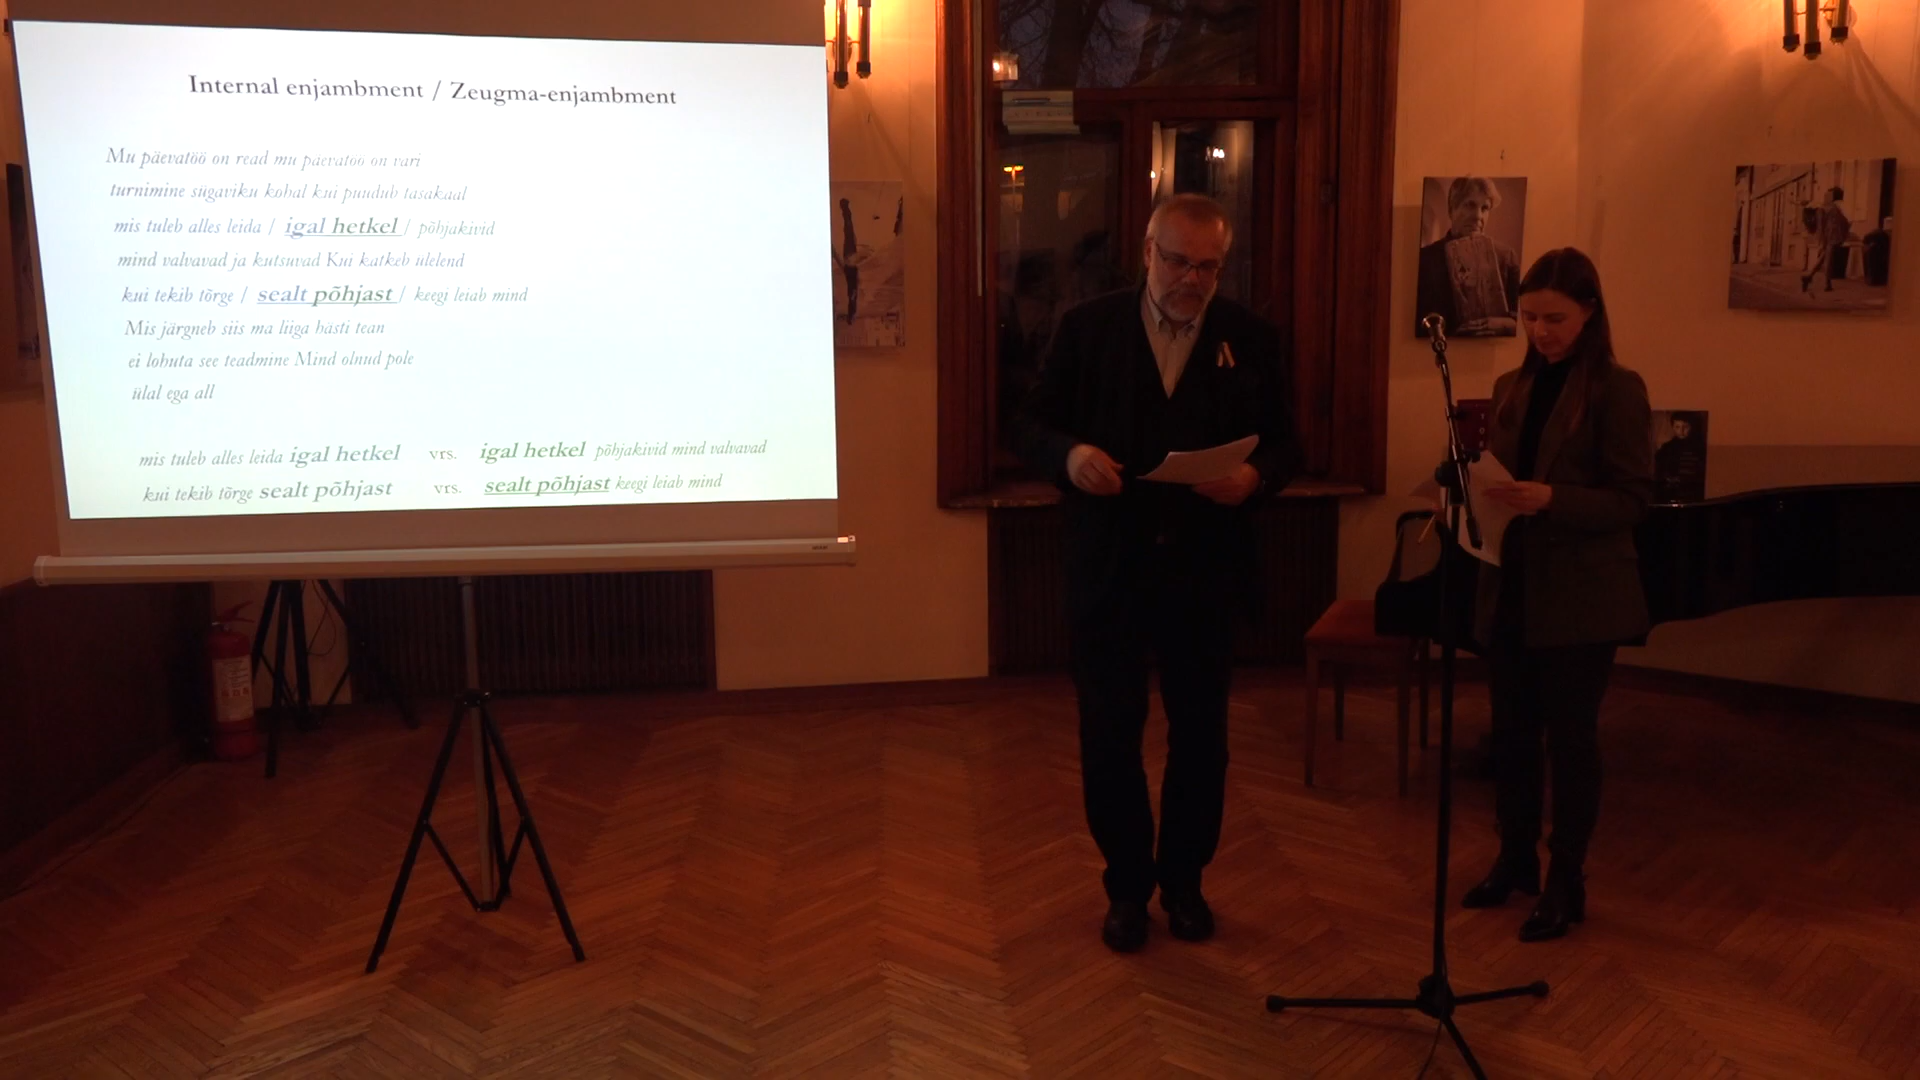 Internal enjambment / Zeugma-enjambment
Mu päevatöö on read mu päevatöö on vari
turnimine sügaviku kohal kui puudub tasakaal
mis tuleb alles leida / igal hetkel / põhjakivid
mind valvavad ja kutsuvad Kui katkeb ülelend
kui tekib tõrge / sealt põhjast / keegi leiab mind
Mis järgneb siis ma liiga hästi tean
ei lohuta see teadmine Mind olnud pole
ülal ega all
mis tuleb alles leida igal hetkel vrs. igal hetkel põhjakivid mind valvavad
kui tekib tõrge sealt põhjast vrs. sealt põhjast keegi leiab mind